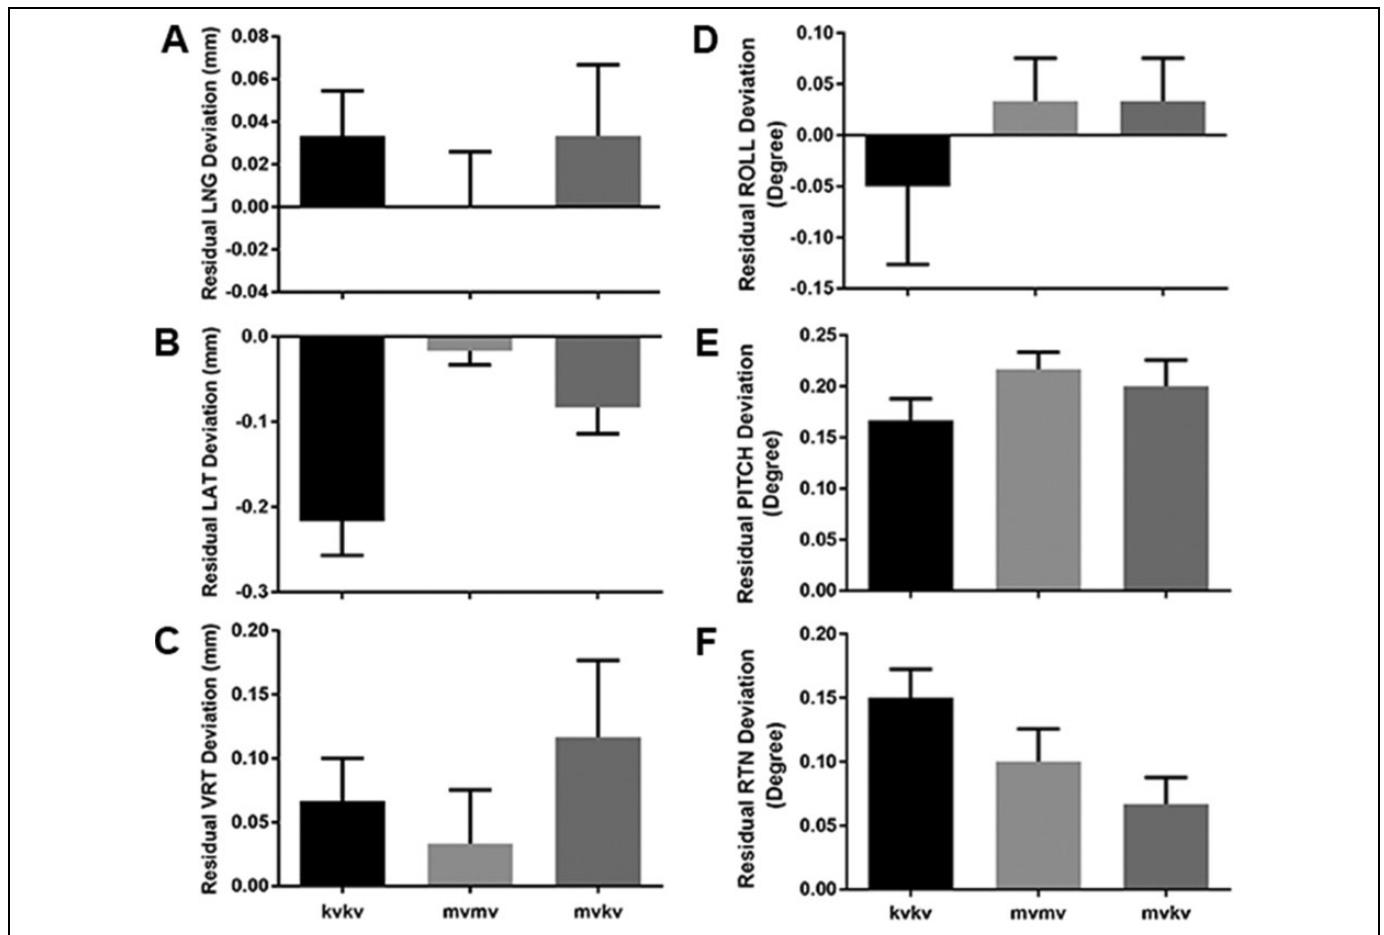 A
Residual LNG Deviation (mm)
0.08
0.06
0.04
0.02
0.00
-0.02
-0.04
B
Residual LAT Deviation (mm)
0.0
-0.1
-0.2
-0.3
C
Residual VRT Deviation (mm)
0.20
0.15
0.10
0.05
0.00
kvkv mvmv mvkv
D
Residual ROLL Deviation
(Degree)
0.10
0.05
0.00
-0.05
-0.10
-0.15
E
Residual PITCH Deviation
(Degree)
0.25
0.20
0.15
0.10
0.05
0.00
F
Residual RTN Deviation
(Degree)
0.20
0.15
0.10
0.05
0.00
kvkv mvmv mvkv